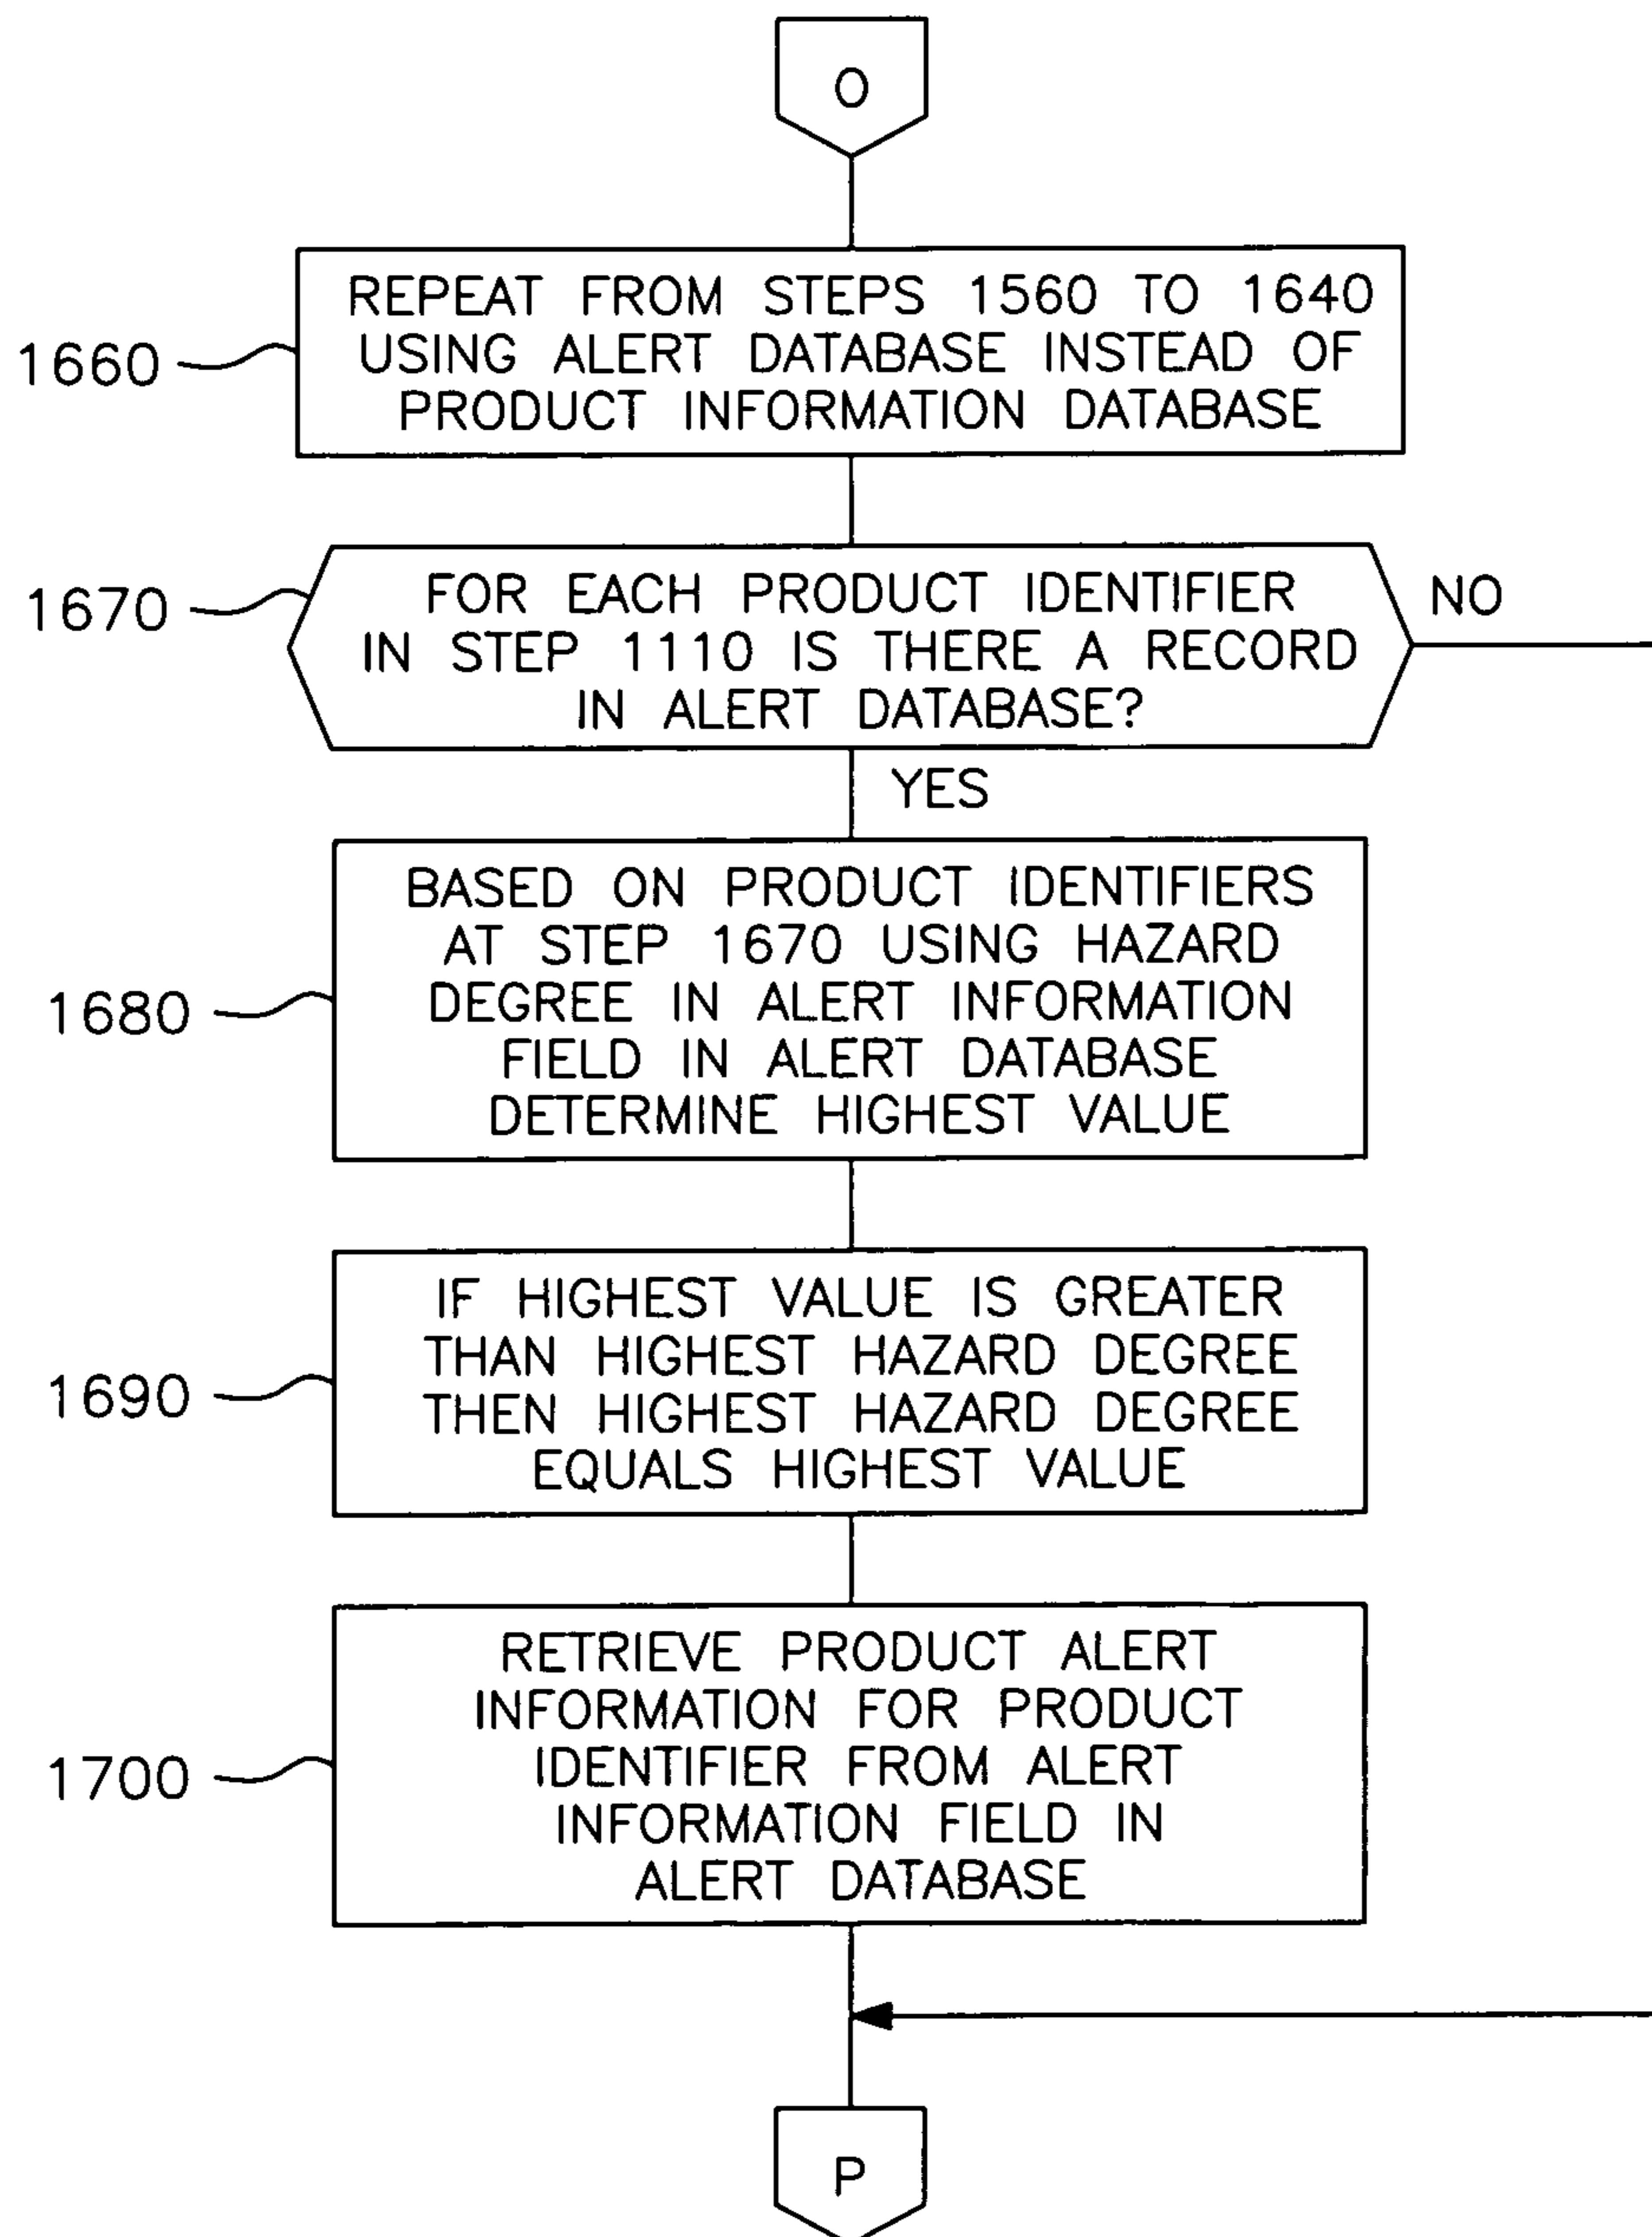 O
REPEAT FROM STEPS 1560 TO 1640
USING ALERT DATABASE INSTEAD OF
PRODUCT INFORMATION DATABASE
1660
FOR EACH PRODUCT IDENTIFIER
IN STEP 1110 IS THERE A RECORD
IN ALERT DATABASE?
1670
NO
YES
BASED ON PRODUCT IDENTIFIERS
AT STEP 1670 USING HAZARD
DEGREE IN ALERT INFORMATION
FIELD IN ALERT DATABASE
DETERMINE HIGHEST VALUE
1680
IF HIGHEST VALUE IS GREATER
THAN HIGHEST HAZARD DEGREE
THEN HIGHEST HAZARD DEGREE
EQUALS HIGHEST VALUE
1690
RETRIEVE PRODUCT ALERT
INFORMATION FOR PRODUCT
IDENTIFIER FROM ALERT
INFORMATION FIELD IN
ALERT DATABASE
1700
P